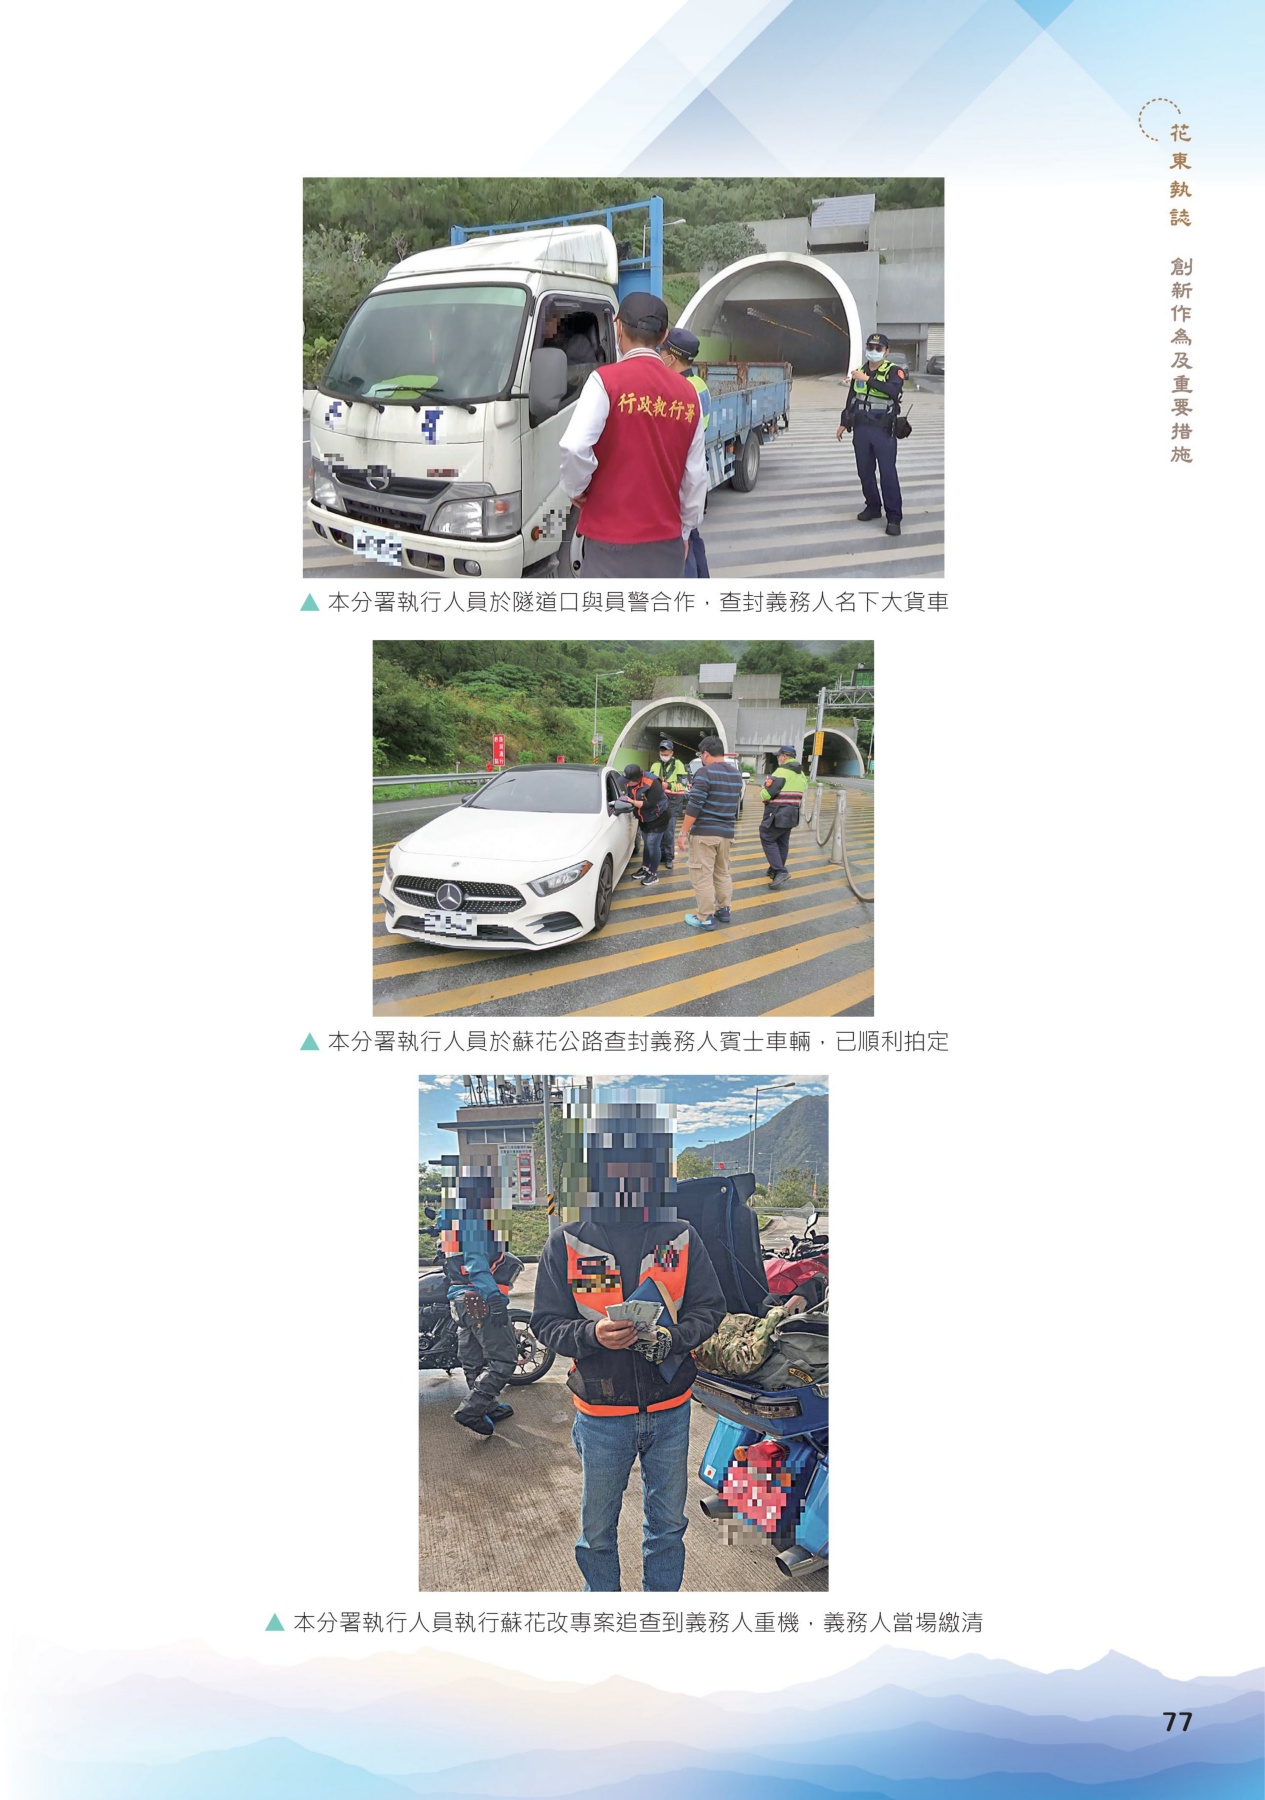 花東執誌 創新作為及重要措施
行政執行署
▲ 本分署執行人員於隧道口與員警合作，查封義務人名下大貨車
▲ 本分署執行人員於蘇花公路查封義務人賓士車輛，已順利拍定
▲ 本分署執行人員執行蘇花改專案追查到義務人重機，義務人當場繳清
77